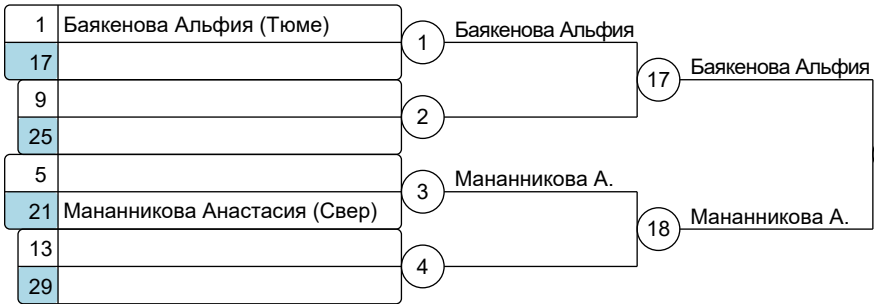 1 Баякенова Альфия (Тюме)
17
1 Баякенова Альфия
9
25
2
17 Баякенова Альфия
5
21 Мананникова Анастасия (Свер)
3 Мананникова А.
13
29
4
18 Мананникова А.